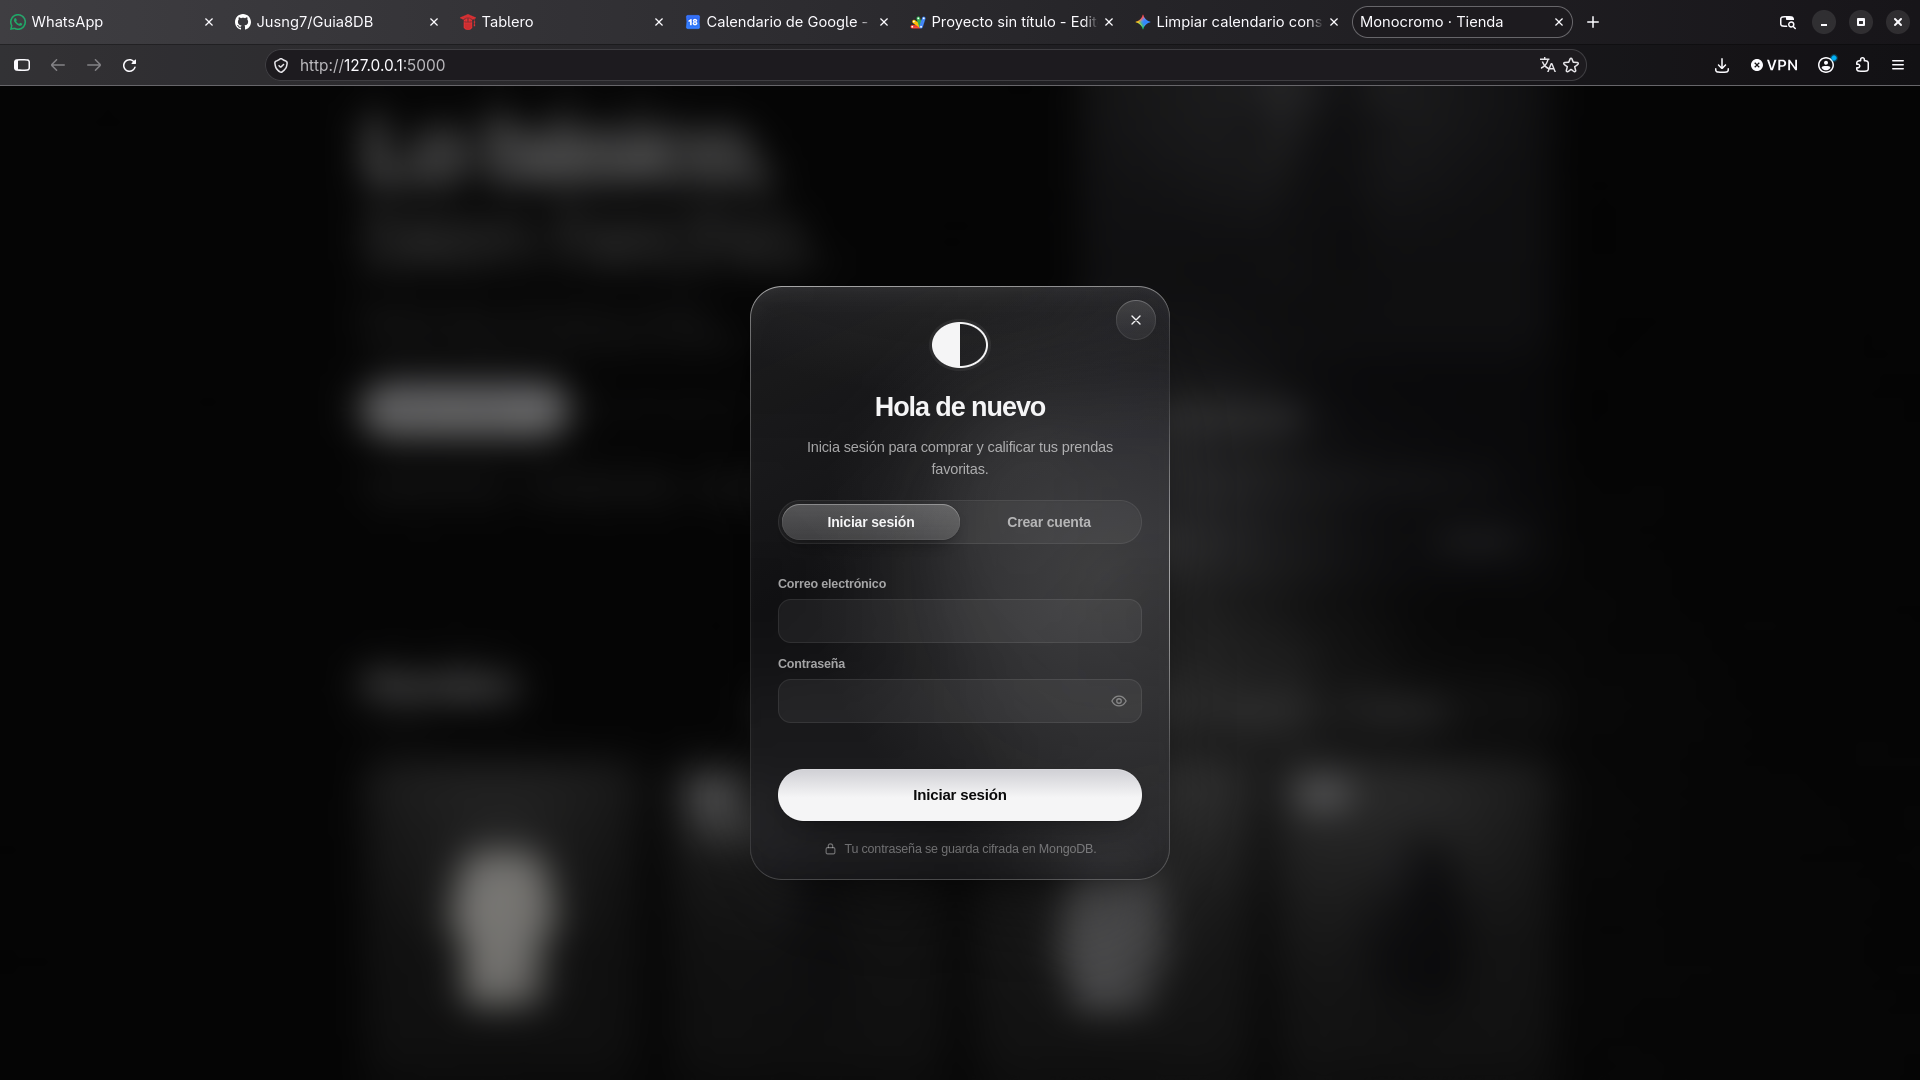 WhatsApp
Jusng7/Guia8DB
Tablero
Calendario de Google -
Proyecto sin título - Edit
Limpiar calendario cons
Monocromo · Tienda
http://127.0.0.1:5000
VPN
Hola de nuevo
Inicia sesión para comprar y calificar tus prendas
favoritas.
Iniciar sesión
Crear cuenta
Correo electrónico
Contraseña
Iniciar sesión
Tu contraseña se guarda cifrada en MongoDB.